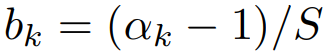 b_k = (α_k − 1)/S